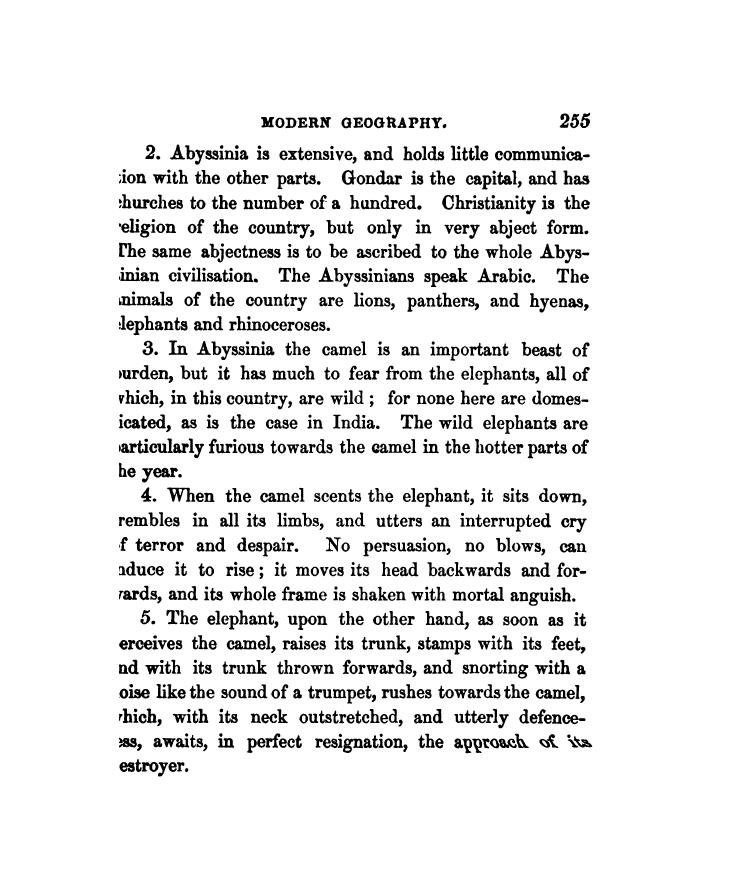 MODERN GEOGRAPHY. 255
2. Abyssinia is extensive, and holds little communica-
ion with the other parts. Gondar is the capital, and has
hurches to the number of a hundred. Christianity is the
eligion of the country, but only in very abject form.
The same abjectness is to be ascribed to the whole Abys-
inian civilisation. The Abyssinians speak Arabic. The
nimals of the country are lions, panthers, and hyenas,
lephants and rhinoceroses.
3. In Abyssinia the camel is an important beast of
urden, but it has much to fear from the elephants, all of
which, in this country, are wild ; for none here are domes-
icated, as is the case in India. The wild elephants are
articularly furious towards the camel in the hotter parts of
he year.
4. When the camel scents the elephant, it sits down,
rembles in all its limbs, and utters an interrupted cry
f terror and despair. No persuasion, no blows, can
nduce it to rise ; it moves its head backwards and for-
wards, and its whole frame is shaken with mortal anguish.
5. The elephant, upon the other hand, as soon as it
erceives the camel, raises its trunk, stamps with its feet,
nd with its trunk thrown forwards, and snorting with a
oise like the sound of a trumpet, rushes towards the camel,
which, with its neck outstretched, and utterly defence-
ess, awaits, in perfect resignation, the approach of its
estroyer.